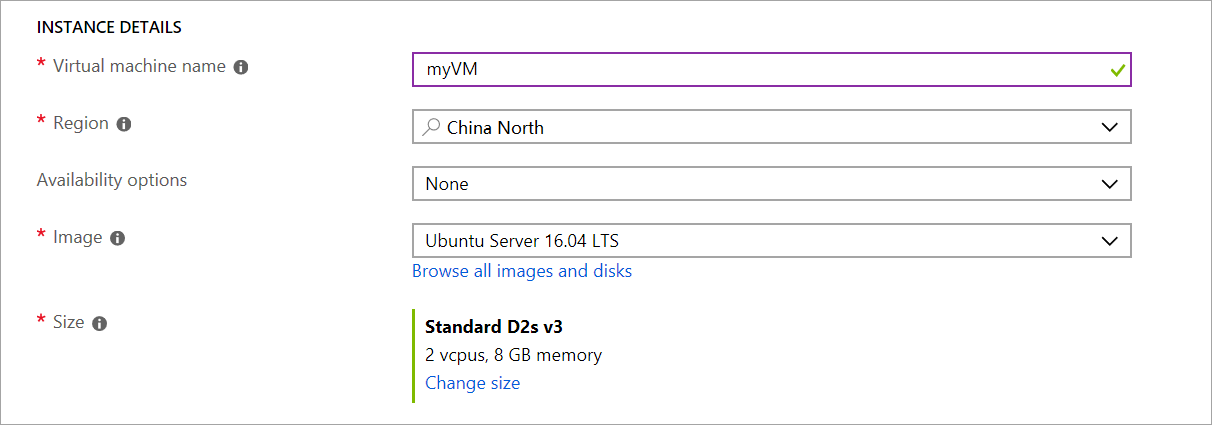 INSTANCE DETAILS
* Virtual machine name
myVM
* Region
China North
Availability options
None
* Image
Ubuntu Server 16.04 LTS
Browse all images and disks
* Size
Standard D2s v3
2 vcpus, 8 GB memory
Change size